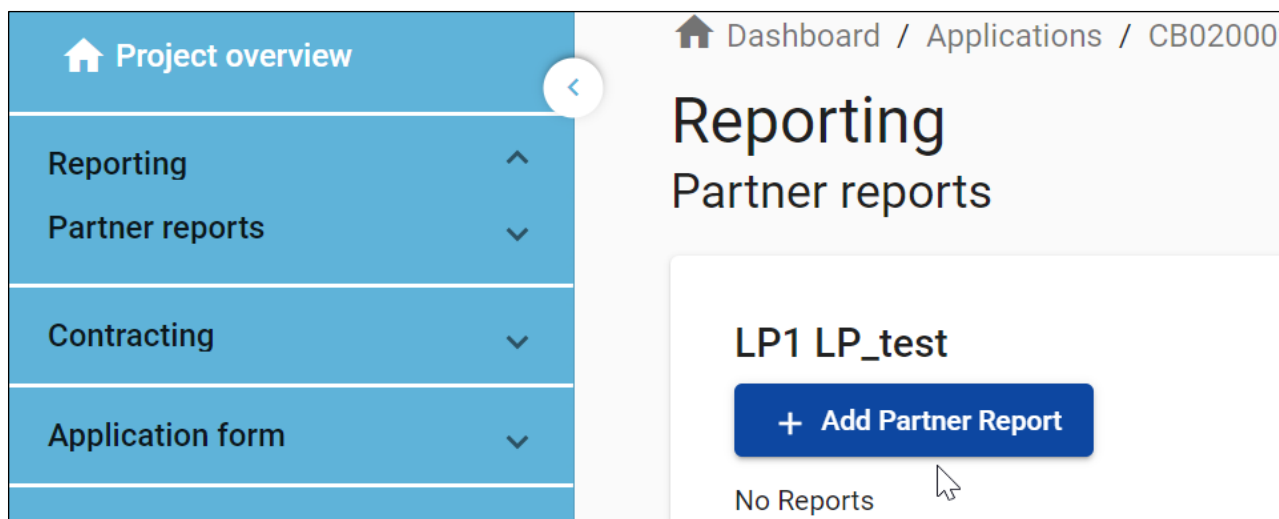 Project overview
Reporting
Partner reports
Contracting
Application form
Dashboard / Applications / CB02000
Reporting
Partner reports
LP1 LP_test
+ Add Partner Report
No Reports